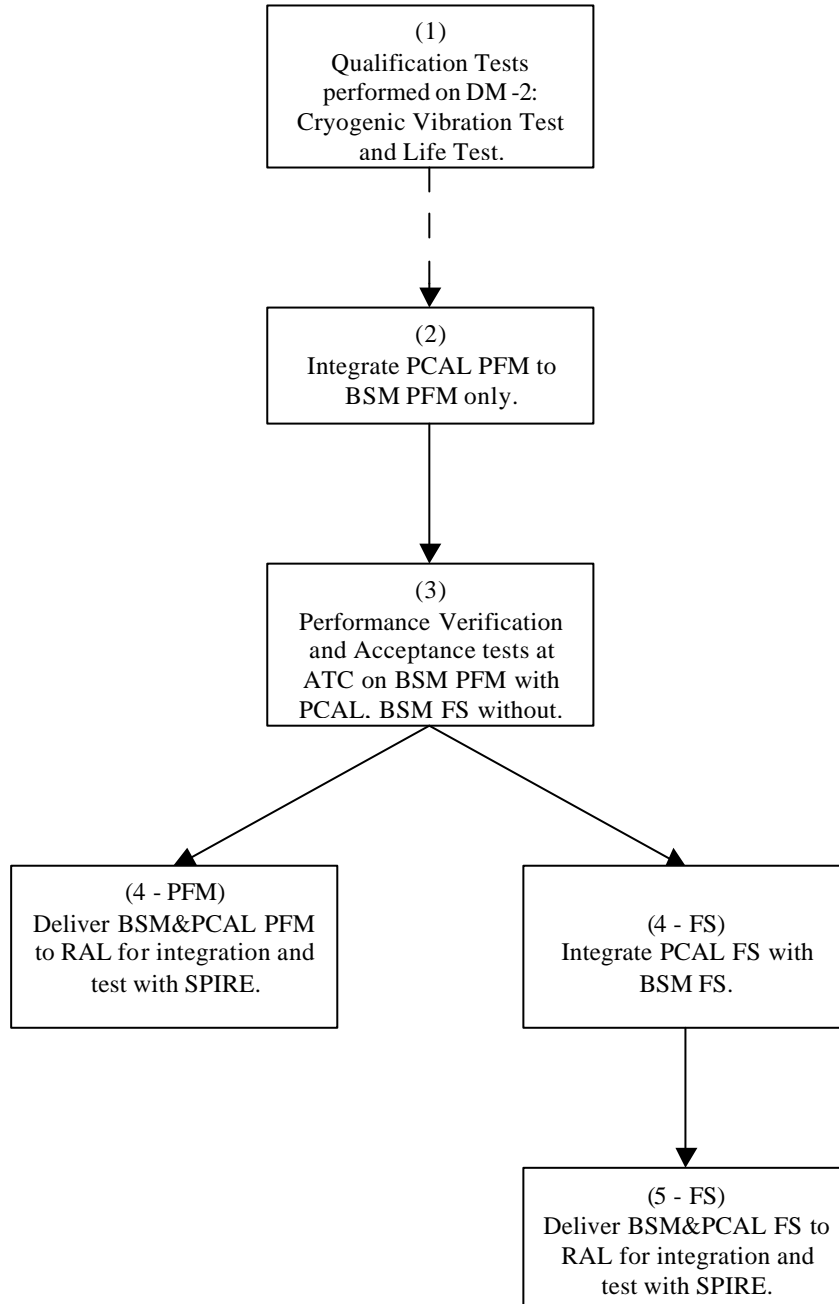 (1)
Qualification Tests
performed on DM -2:
Cryogenic Vibration Test
and Life Test.
(2)
Integrate PCAL PFM to
BSM PFM only.
(3)
Performance Verification
and Acceptance tests at
ATC on BSM PFM with
PCAL. BSM FS without.
(4 - PFM)
Deliver BSM&PCAL PFM
to RAL for integration and
test with SPIRE.
(4 - FS)
Integrate PCAL FS with
BSM FS.
(5 - FS)
Deliver BSM&PCAL FS to
RAL for integration and
test with SPIRE.